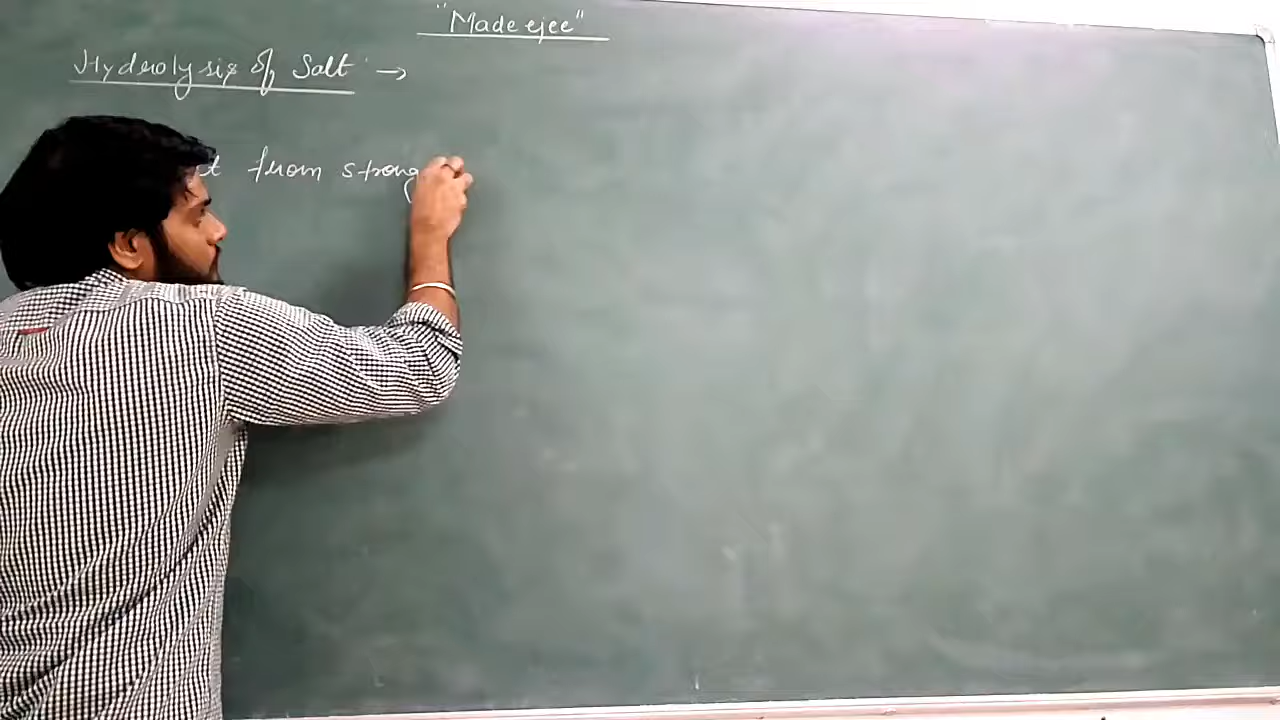 "Made ejee"
Hydrolysis of Salt →
from strong